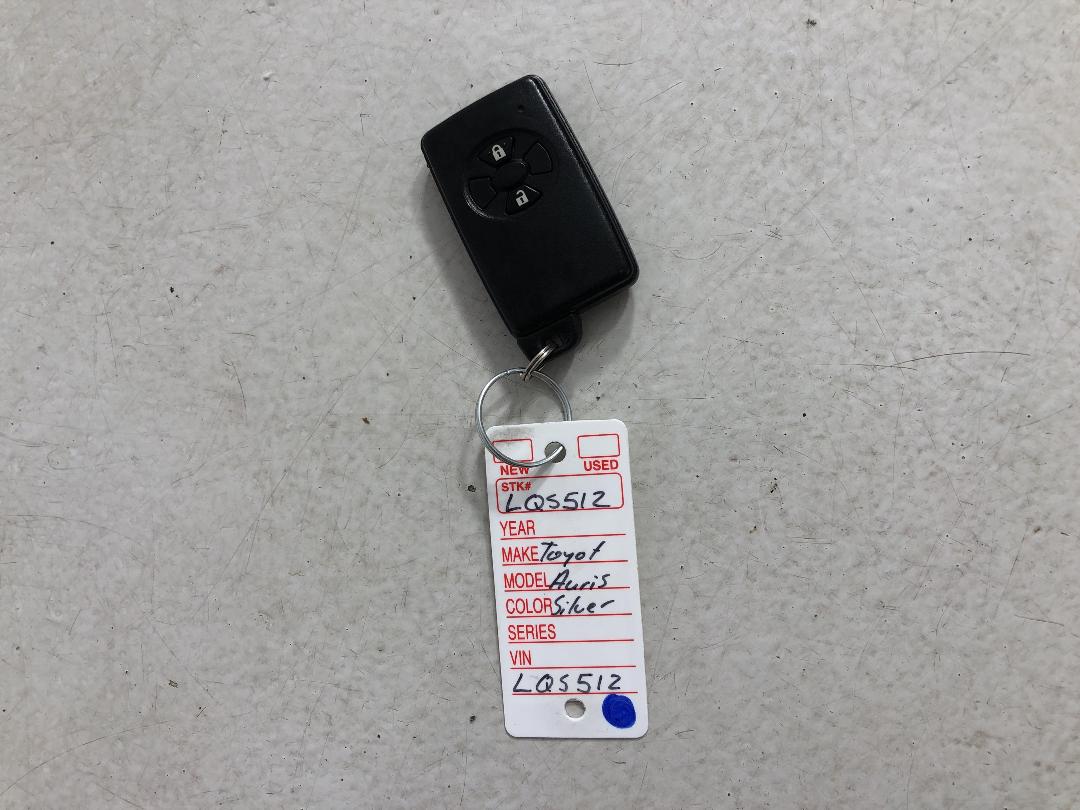 NEW USED
STK#
LQS512
YEAR
MAKE Toyot
MODEL Auris
COLOR Silver
SERIES
VIN
LQS512